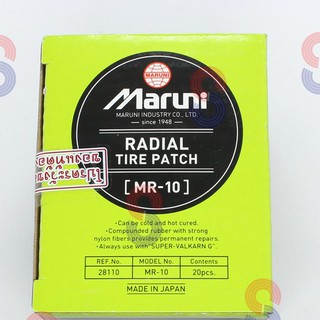 MARUNI
Maruni
since 1948
MARUNI INDUSTRY CO., LTD.
RADIAL
TIRE PATCH
[MR-10]
• Can be cold and hot cured.
• Compounded rubber with strong
nylon fibers provides permanent repairs.
• Always use with "SUPER-VALKARN G".
REF.No. MODEL No. Contents
28110 MR-10 20pcs.
MADE IN JAPAN